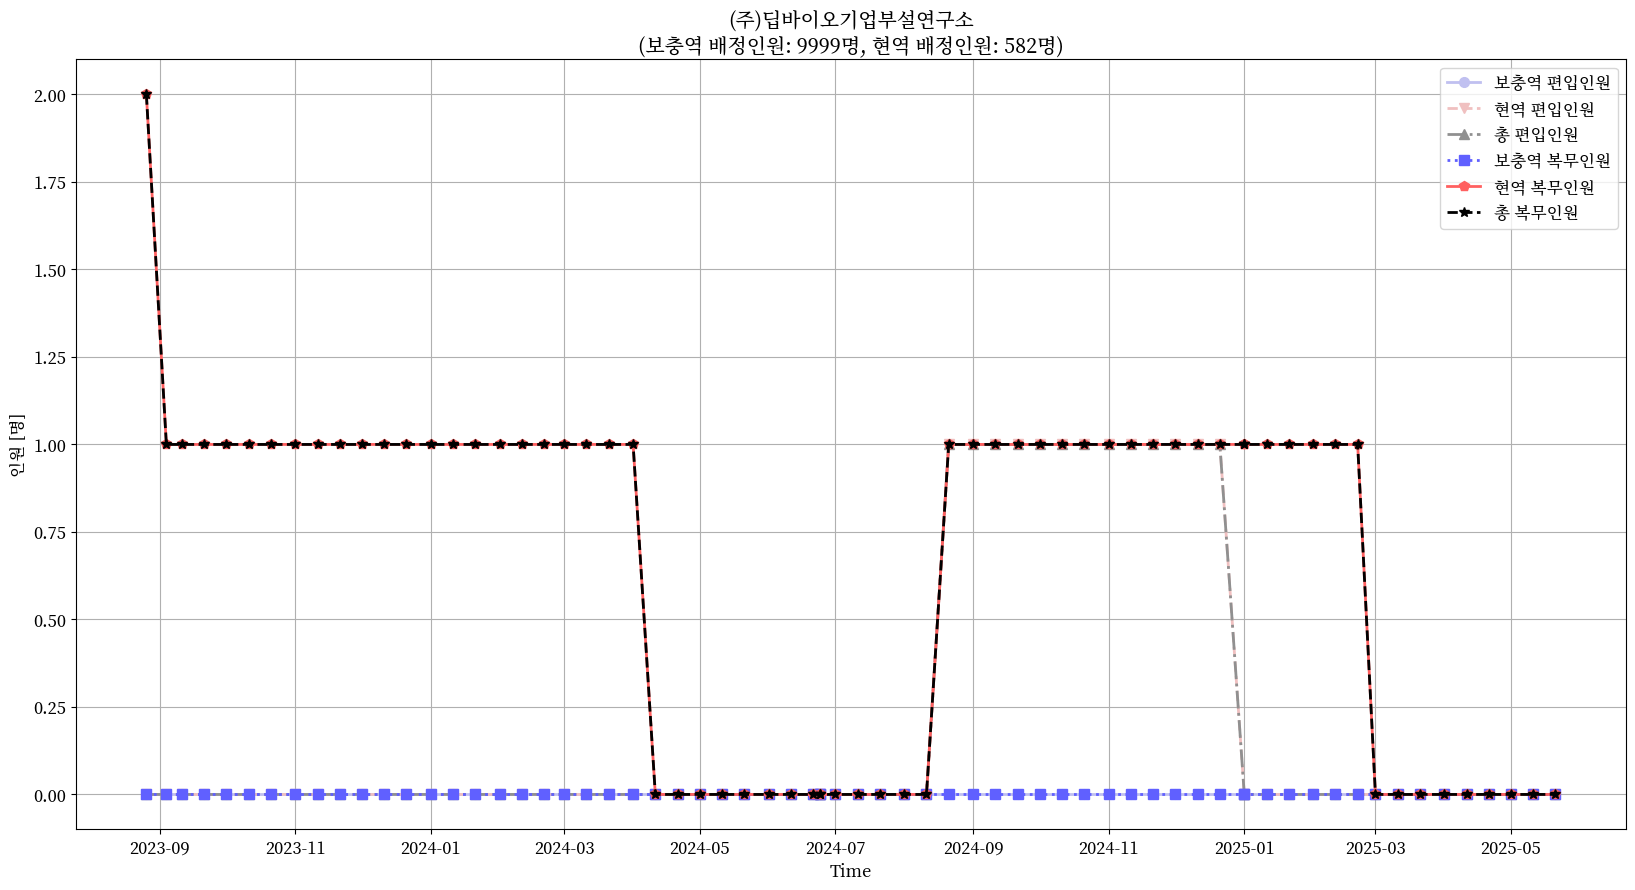 (주)딥바이오기업부설연구소
(보충역 배정인원: 9999명, 현역 배정인원: 582명)
보충역 편입인원
현역 편입인원
총 편입인원
보충역 복무인원
현역 복무인원
총 복무인원
2.00
1.75
1.50
1.25
1.00
0.75
0.50
0.25
0.00
인원 [명]
2023-09
2023-11
2024-01
2024-03
2024-05
2024-07
2024-09
2024-11
2025-01
2025-03
2025-05
Time